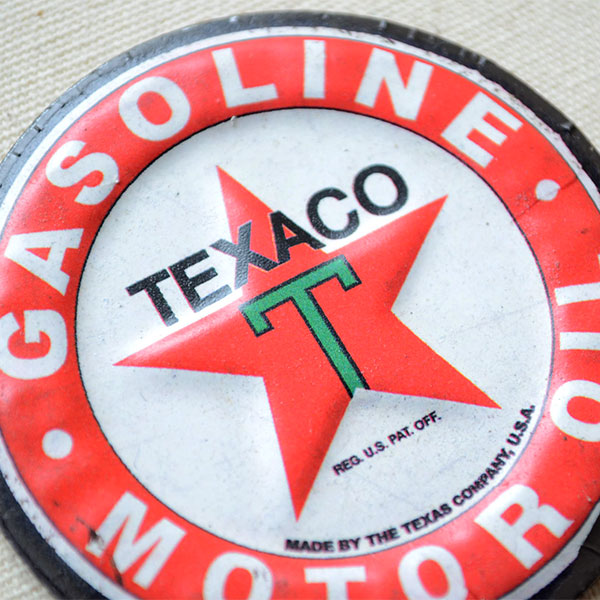 GASOLINE • MOTOR OIL •
TEXACO
T
REG. U.S. PAT. OFF.
MADE BY THE TEXAS COMPANY, U.S.A.